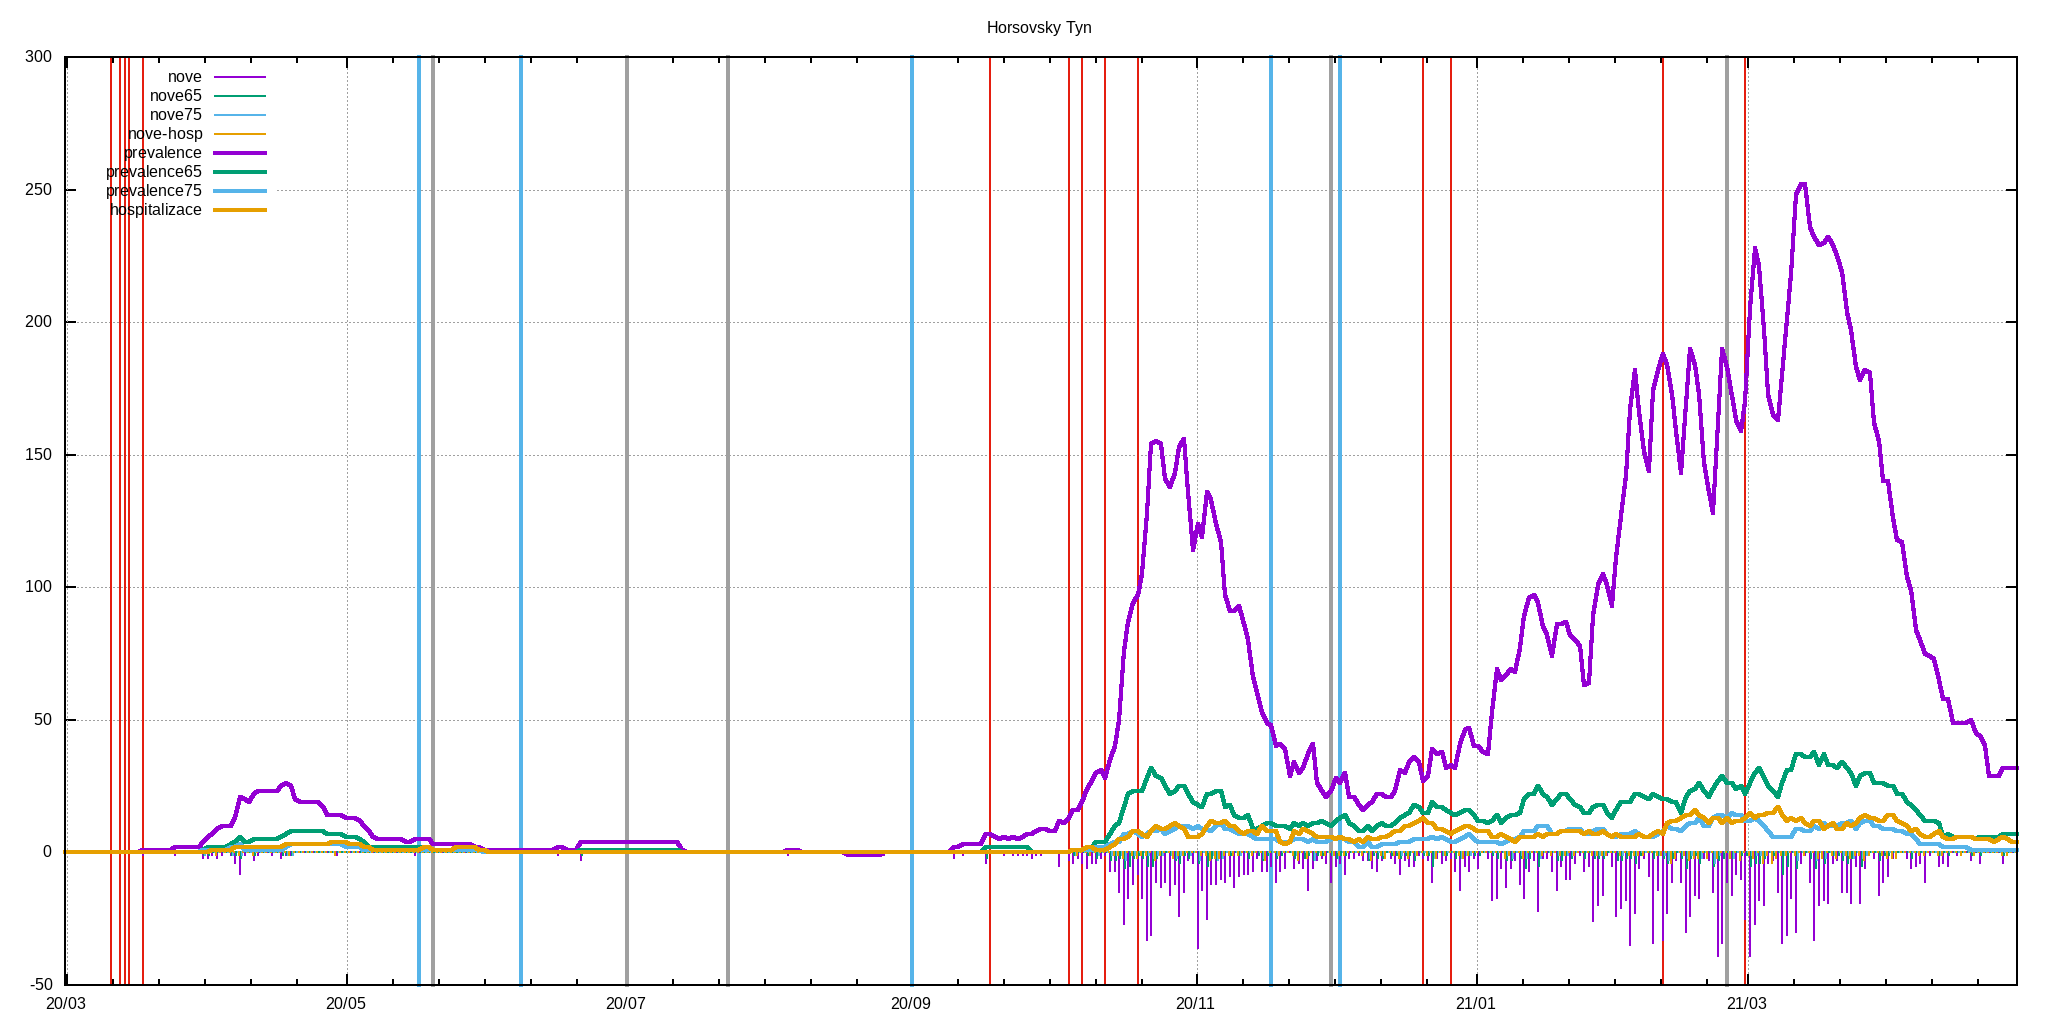 Horsovsky Tyn
300
250
200
150
100
50
0
-50
nove
nove65
nove75
nove-hosp
prevalence
prevalence65
prevalence75
hospitalizace
20/03 20/05 20/07 20/09 20/11 21/01 21/03